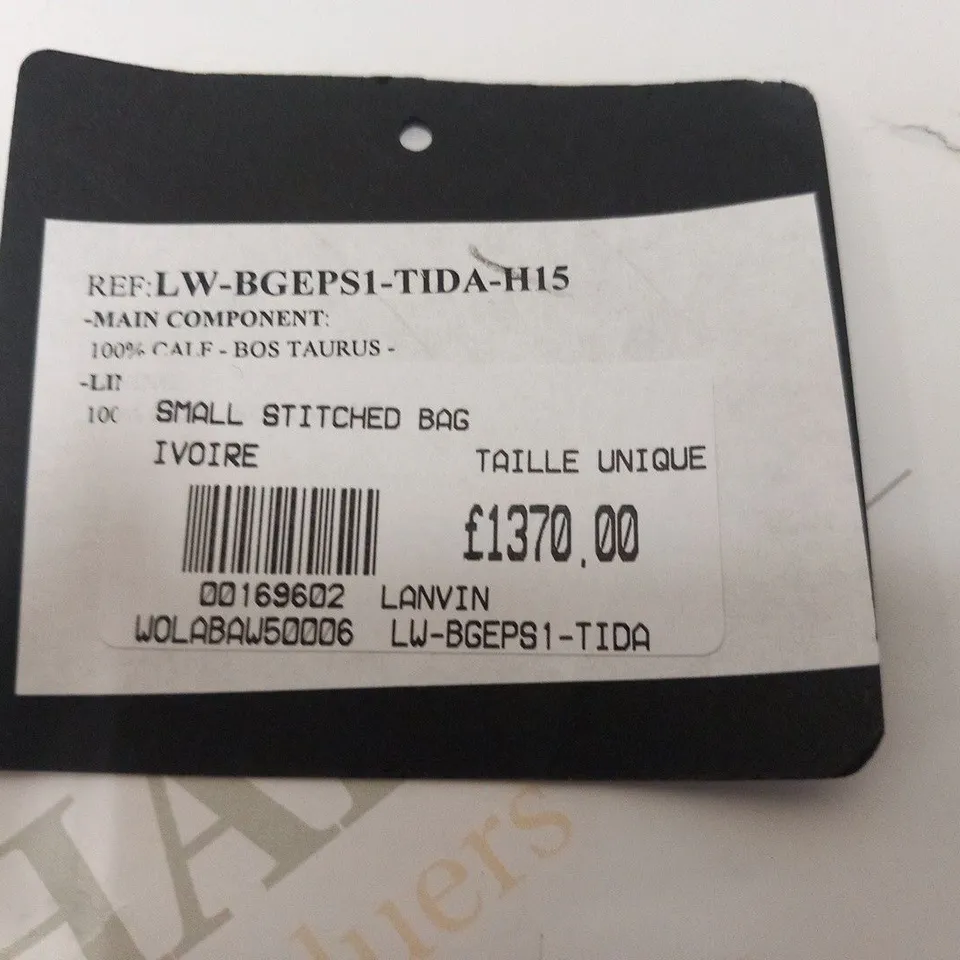 REF:LW-BGEPS1-TIDA-H15
-MAIN COMPONENT:
100% CALF - BOS TAURUS -
SMALL STITCHED BAG
IVOIRE TAILLE UNIQUE
£1370.00
00169602 LANVIN
WOLABAW50006 LW-BGEPS1-TIDA